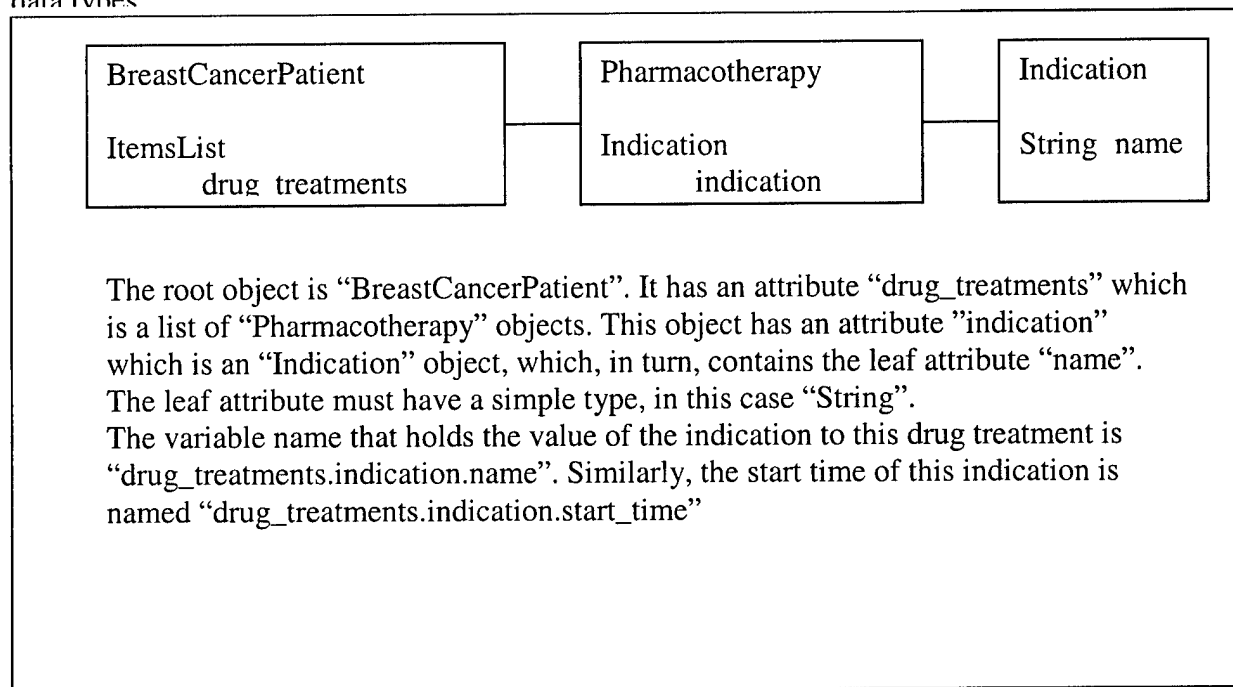 data types
BreastCancerPatient
ItemsList
drug_treatments
Pharmacotherapy
Indication
indication
Indication
String name
The root object is “BreastCancerPatient”. It has an attribute “drug_treatments” which
is a list of “Pharmacotherapy” objects. This object has an attribute ”indication”
which is an “Indication” object, which, in turn, contains the leaf attribute “name”.
The leaf attribute must have a simple type, in this case “String”.
The variable name that holds the value of the indication to this drug treatment is
“drug_treatments.indication.name”. Similarly, the start time of this indication is
named “drug_treatments.indication.start_time”